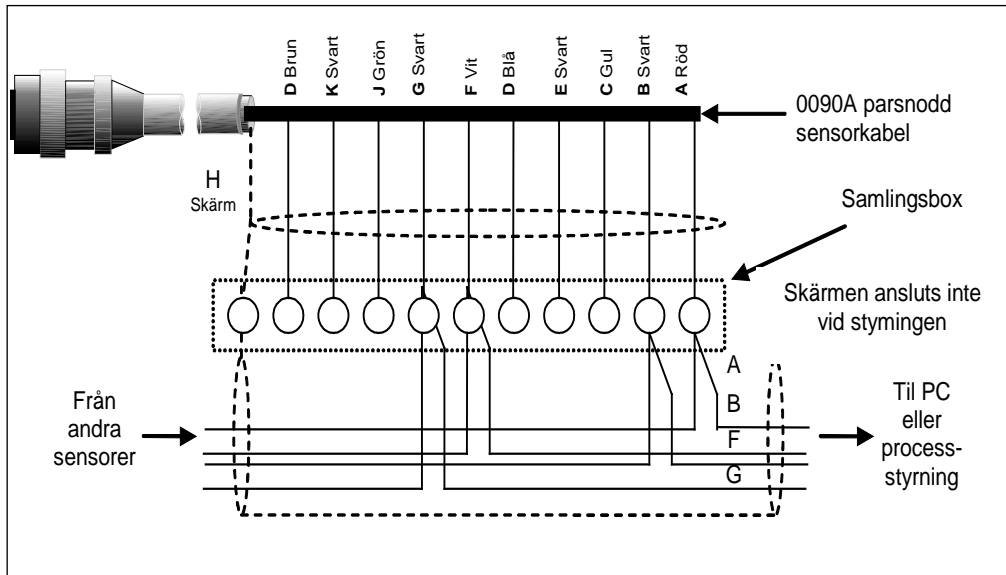 D Brun
K Svart
J Grön
G Svart
F Vit
D Blå
E Svart
C Gul
B Svart
A Röd
0090A parsnodd
sensorkabel
H
Skärm
Samlingsbox
Skärmen ansluts inte
vid stymingen
A
B
F
G
Från
andra
sensorer
Til PC
eller
process-
styrning